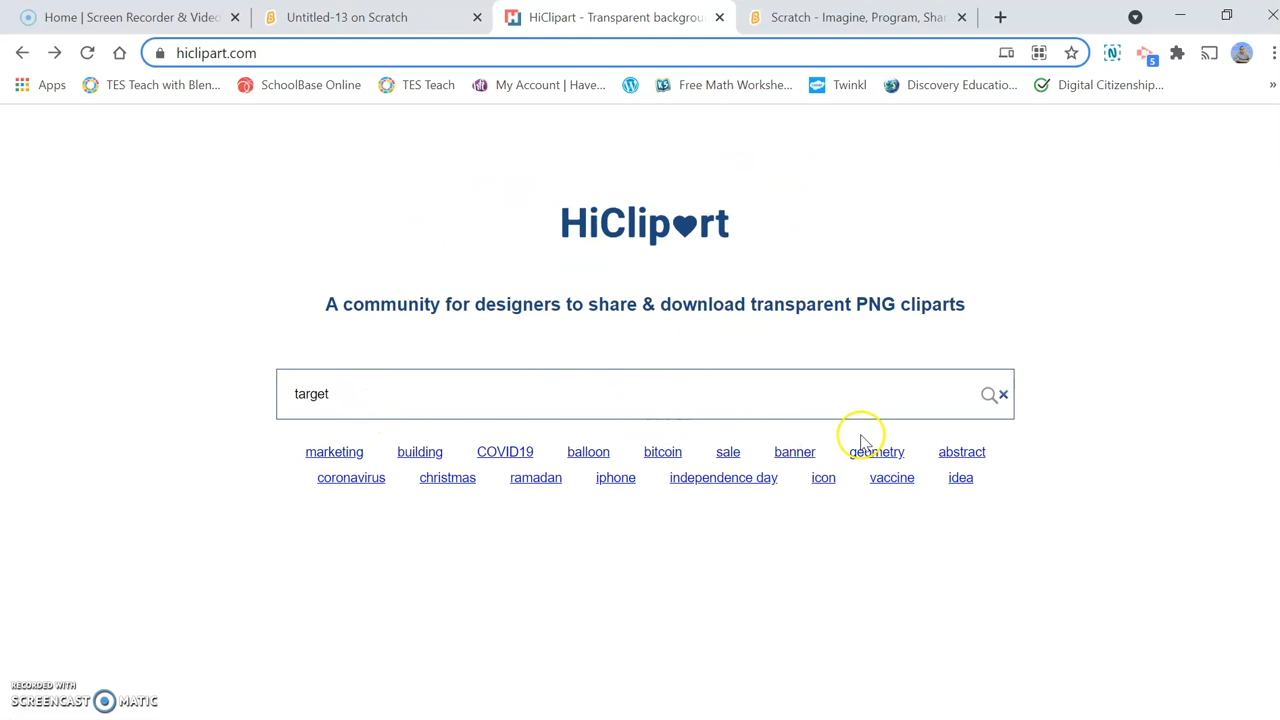 Home | Screen Recorder & Video
Untitled-13 on Scratch
HiClipart - Transparent backgrou
Scratch - Imagine, Program, Shar
hiclipart.com
5
Apps
TES Teach with Blen...
SchoolBase Online
TES Teach
My Account | Have...
Free Math Workshe...
Twinkl
Discovery Educatio...
Digital Citizenship...
»
HiClipart
A community for designers to share & download transparent PNG cliparts
target
marketing building COVID19 balloon bitcoin sale banner geometry abstract
coronavirus christmas ramadan iphone independence day icon vaccine idea
RECORDED WITH
SCREENCAST MATIC